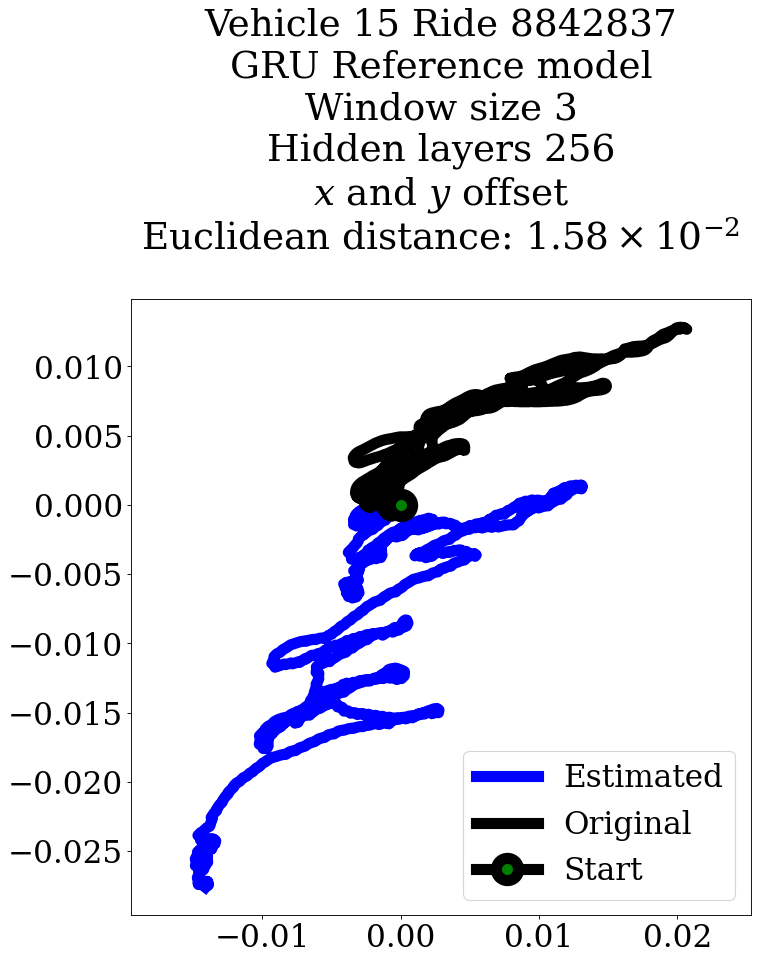 Vehicle 15 Ride 8842837
GRU Reference model
Window size 3
Hidden layers 256
x and y offset
Euclidean distance: 1.58 × 10⁻²
0.010
0.005
0.000
−0.005
−0.010
−0.015
−0.020
−0.025
Estimated
Original
Start
−0.01 0.00 0.01 0.02